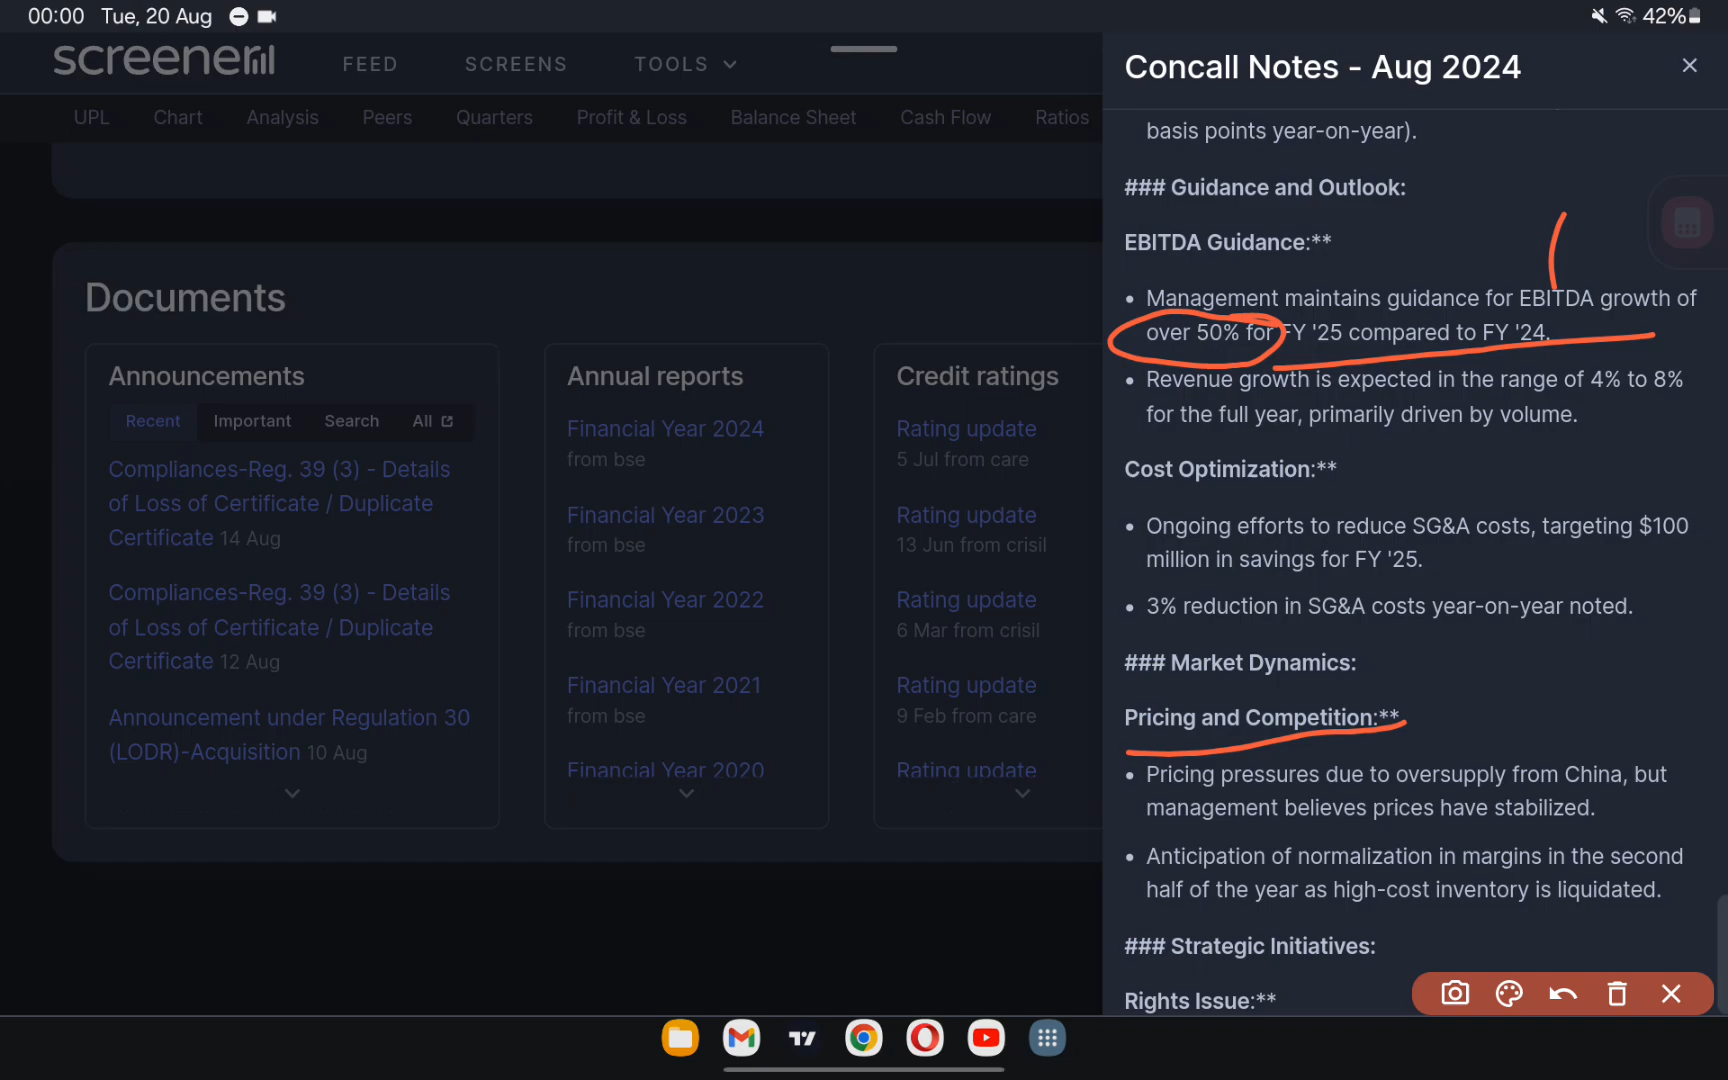 00:00 Tue, 20 Aug
42%
screener
FEED SCREENS TOOLS
UPL Chart Analysis Peers Quarters Profit & Loss Balance Sheet Cash Flow Ratios
Documents
Announcements
Recent Important Search All
Compliances-Reg. 39 (3) - Details
of Loss of Certificate / Duplicate
Certificate 14 Aug
Compliances-Reg. 39 (3) - Details
of Loss of Certificate / Duplicate
Certificate 12 Aug
Announcement under Regulation 30
(LODR)-Acquisition 10 Aug
Annual reports
Financial Year 2024
from bse
Financial Year 2023
from bse
Financial Year 2022
from bse
Financial Year 2021
from bse
Financial Year 2020
Credit ratings
Rating update
5 Jul from care
Rating update
13 Jun from crisil
Rating update
6 Mar from crisil
Rating update
9 Feb from care
Rating update
Concall Notes - Aug 2024
basis points year-on-year).
### Guidance and Outlook:
EBITDA Guidance:**
• Management maintains guidance for EBITDA growth of
over 50% for FY '25 compared to FY '24.
• Revenue growth is expected in the range of 4% to 8%
for the full year, primarily driven by volume.
Cost Optimization:**
• Ongoing efforts to reduce SG&A costs, targeting $100
million in savings for FY '25.
• 3% reduction in SG&A costs year-on-year noted.
### Market Dynamics:
Pricing and Competition:**
• Pricing pressures due to oversupply from China, but
management believes prices have stabilized.
• Anticipation of normalization in margins in the second
half of the year as high-cost inventory is liquidated.
### Strategic Initiatives:
Rights Issue:**